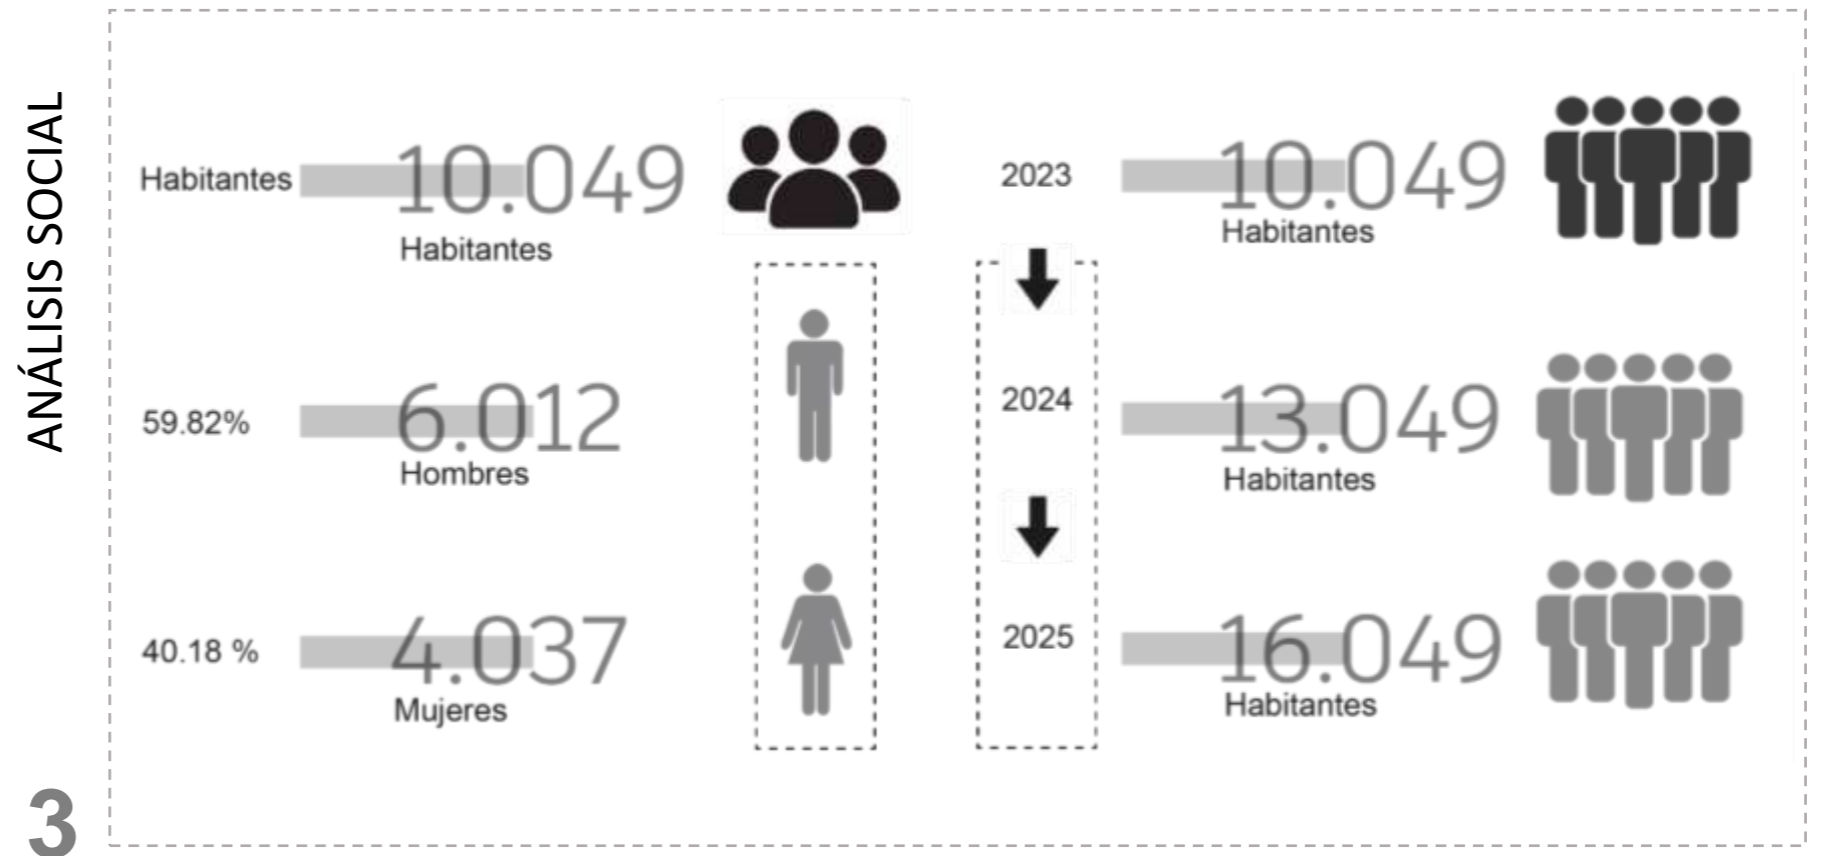 ANÁLISIS SOCIAL
Habitantes 10.049
Habitantes
59.82% 6.012
Hombres
40.18 % 4.037
Mujeres
2023 10.049
Habitantes
2024 13.049
Habitantes
2025 16.049
Habitantes
3